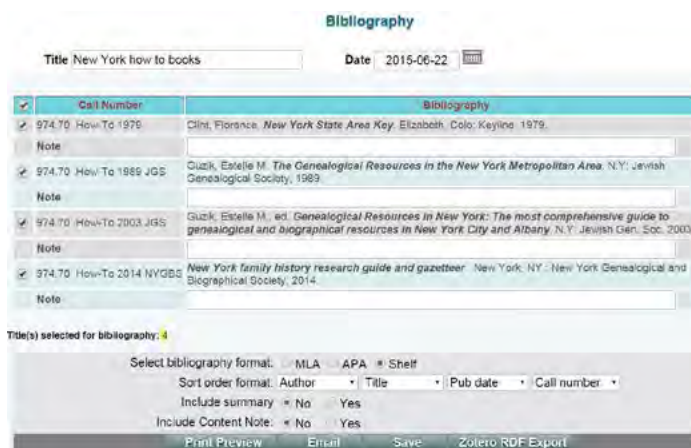 Bibliography
Title New York how to books Date 2015-06-22
Call Number Bibliography
974.70 How-To 1979 Clint, Florence. New York State Area Key. Elizabeth, Colo: Keyline. 1979.
Note
974.70 How-To 1989 JGS Guzik, Estelle M. The Genealogical Resources in the New York Metropolitan Area. N.Y: Jewish
Genealogical Society, 1989.
Note
974.70 How-To 2003 JGS Guzik, Estelle M., ed. Genealogical Resources in New York: The most comprehensive guide to
genealogical and biographical resources in New York City and Albany. N.Y: Jewish Gen. Soc. 2003
Note
974.70 How-To 2014 NYGBS New York family history research guide and gazetteer. New York, NY : New York Genealogical and
Biographical Society, 2014.
Note
Title(s) selected for bibliography: 4
Select bibliography format: MLA APA Shelf
Sort order format: Author Title Pub date Call number
Include summary No Yes
Include Content Note: No Yes
Print Preview Email Save Zotero RDF Export